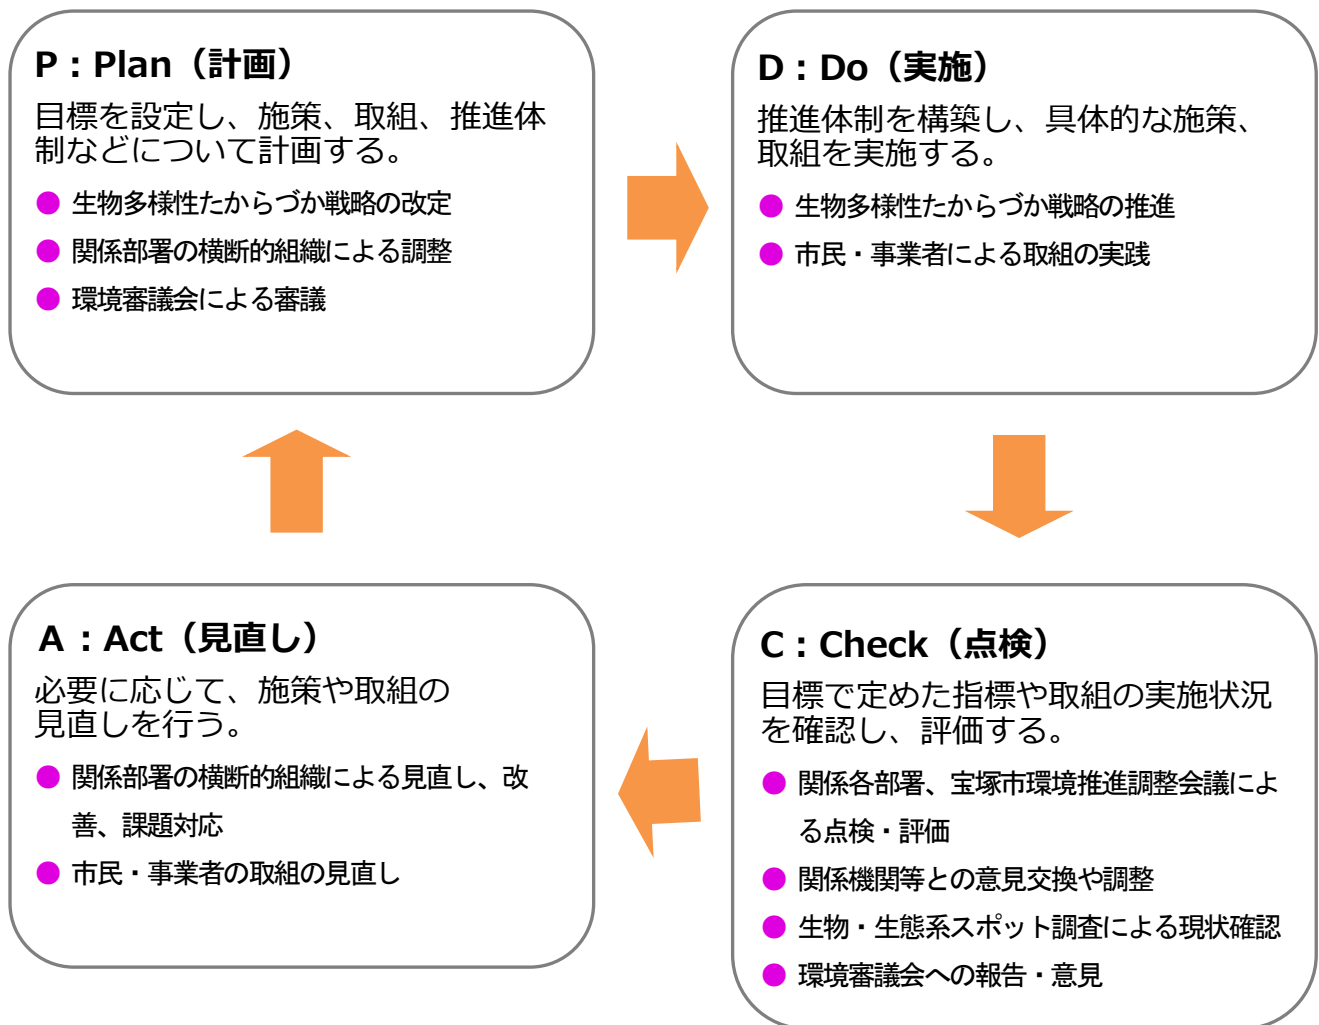 P：Plan（計画）
目標を設定し、施策、取組、推進体
制などについて計画する。
● 生物多様性たからづか戦略の改定
● 関係部署の横断的組織による調整
● 環境審議会による審議
D：Do（実施）
推進体制を構築し、具体的な施策、
取組を実施する。
● 生物多様性たからづか戦略の推進
● 市民・事業者による取組の実践
C：Check（点検）
目標で定めた指標や取組の実施状況
を確認し、評価する。
● 関係各部署、宝塚市環境推進調整会議によ
る点検・評価
● 関係機関等との意見交換や調整
● 生物・生態系スポット調査による現状確認
● 環境審議会への報告・意見
A：Act（見直し）
必要に応じて、施策や取組の
見直しを行う。
● 関係部署の横断的組織による見直し、改
善、課題対応
● 市民・事業者の取組の見直し